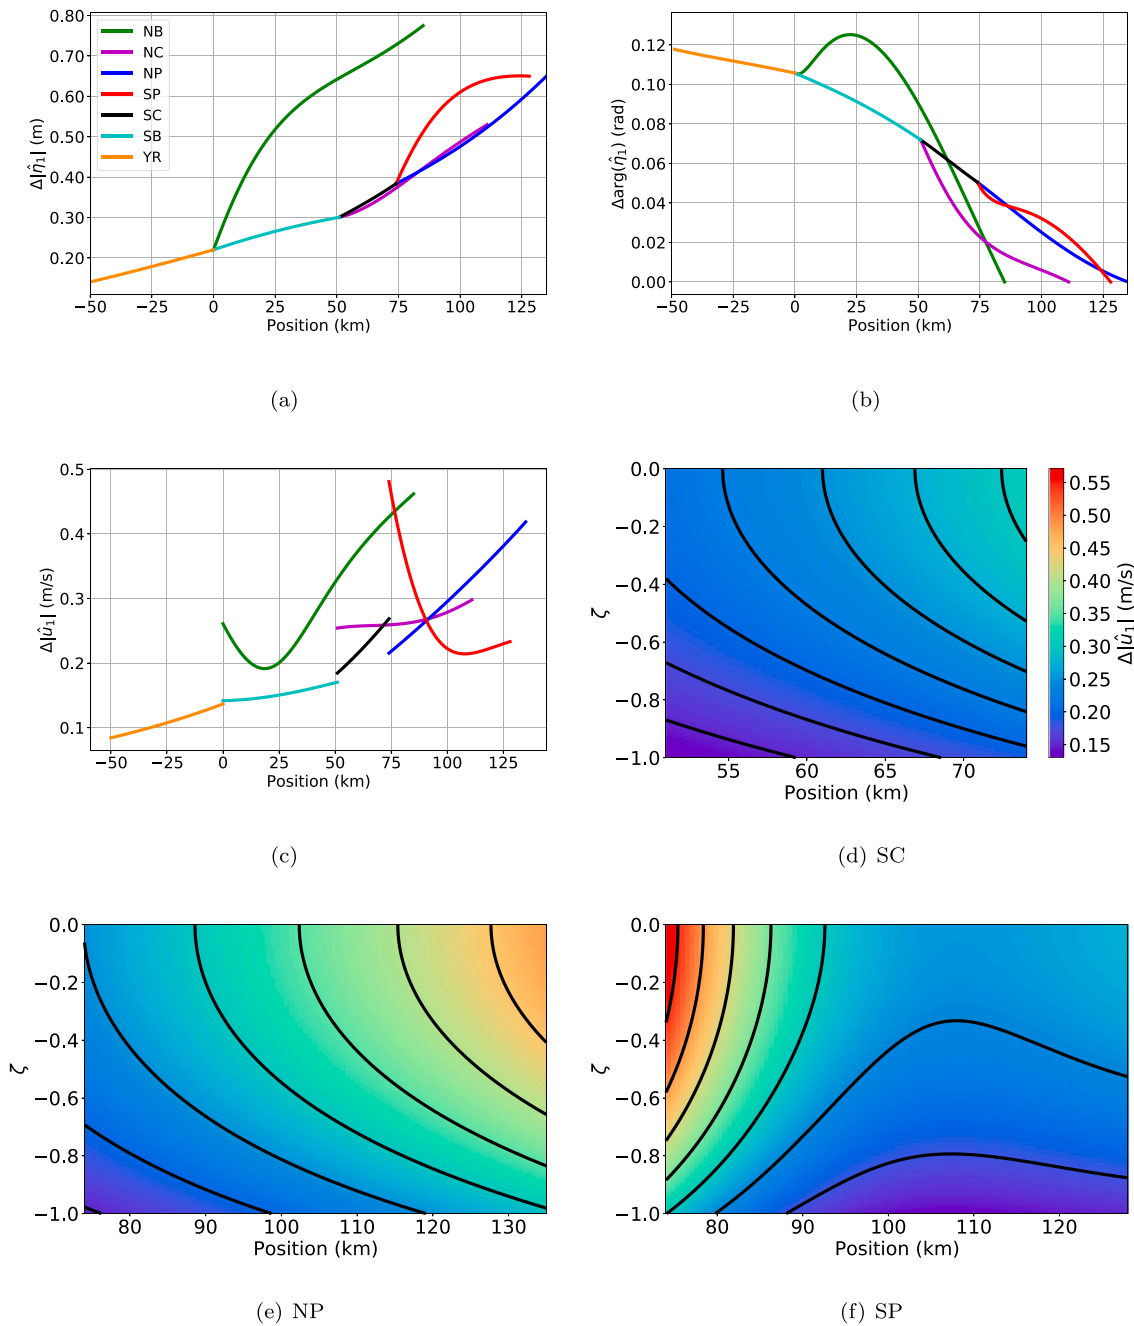 0.80
0.70
0.60
0.50
0.40
0.30
0.20
Δ|η̂₁| (m)
NB
NC
NP
SP
SC
SB
YR
−50 −25 0 25 50 75 100 125
Position (km)
(a)
0.12
0.10
0.08
0.06
0.04
0.02
0.00
Δarg(η̂₁) (rad)
−50 −25 0 25 50 75 100 125
Position (km)
(b)
0.5
0.4
0.3
0.2
0.1
Δ|û₁| (m/s)
−50 −25 0 25 50 75 100 125
Position (km)
(c)
0.0
−0.2
−0.4
−0.6
−0.8
−1.0
ζ
55 60 65 70
Position (km)
0.55
0.50
0.45
0.40
0.35
0.30
0.25
0.20
0.15
Δ|û₁| (m/s)
(d) SC
0.0
−0.2
−0.4
−0.6
−0.8
−1.0
ζ
80 90 100 110 120 130
Position (km)
(e) NP
0.0
−0.2
−0.4
−0.6
−0.8
−1.0
ζ
80 90 100 110 120
Position (km)
(f) SP